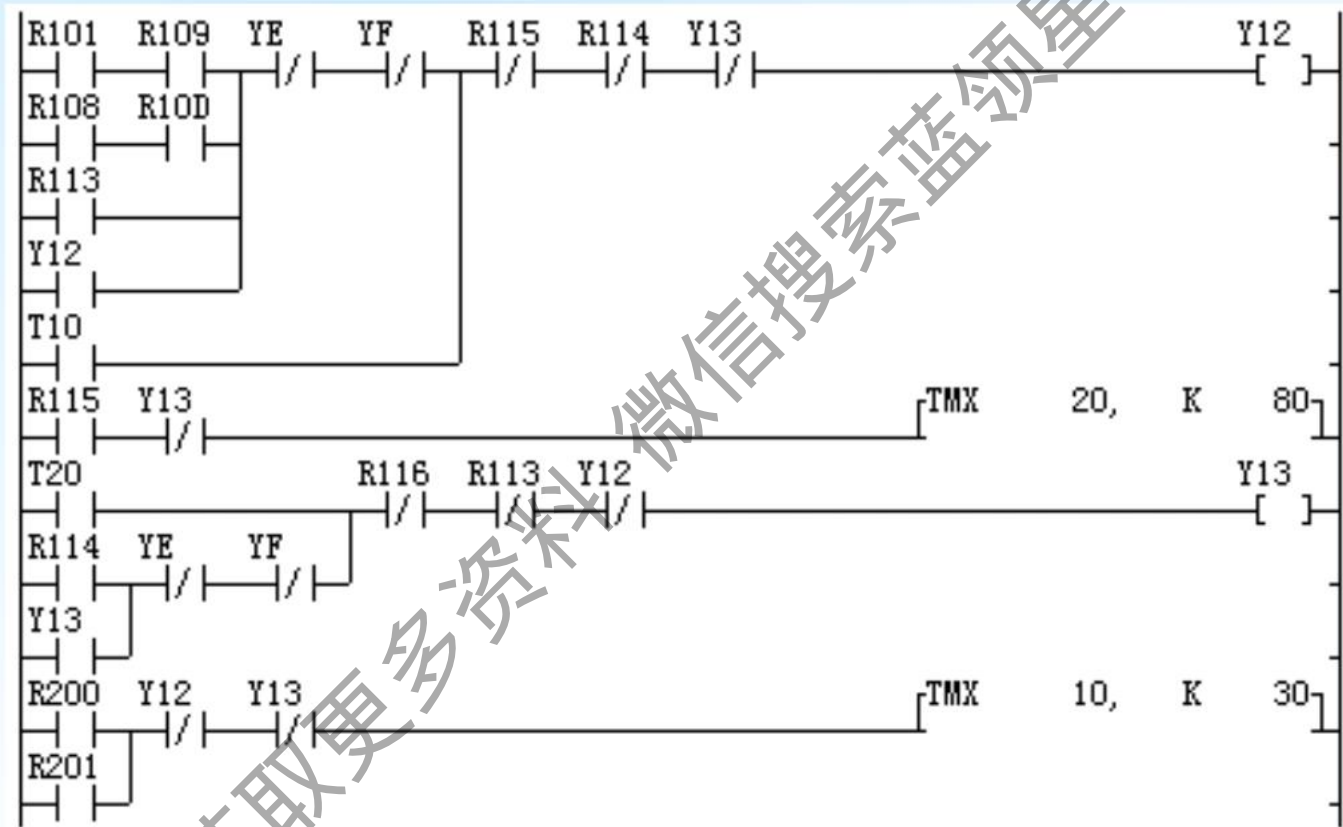 R101 R109 YE YF R115 R114 Y13 Y12
R108 R10D
R113
Y12
T10
R115 Y13 TMX 20, K 80
T20 R116 R113 Y12 Y13
R114 YE YF
Y13
R200 Y12 Y13 TMX 10, K 30
R201
取更多资料 微信搜索蓝领星